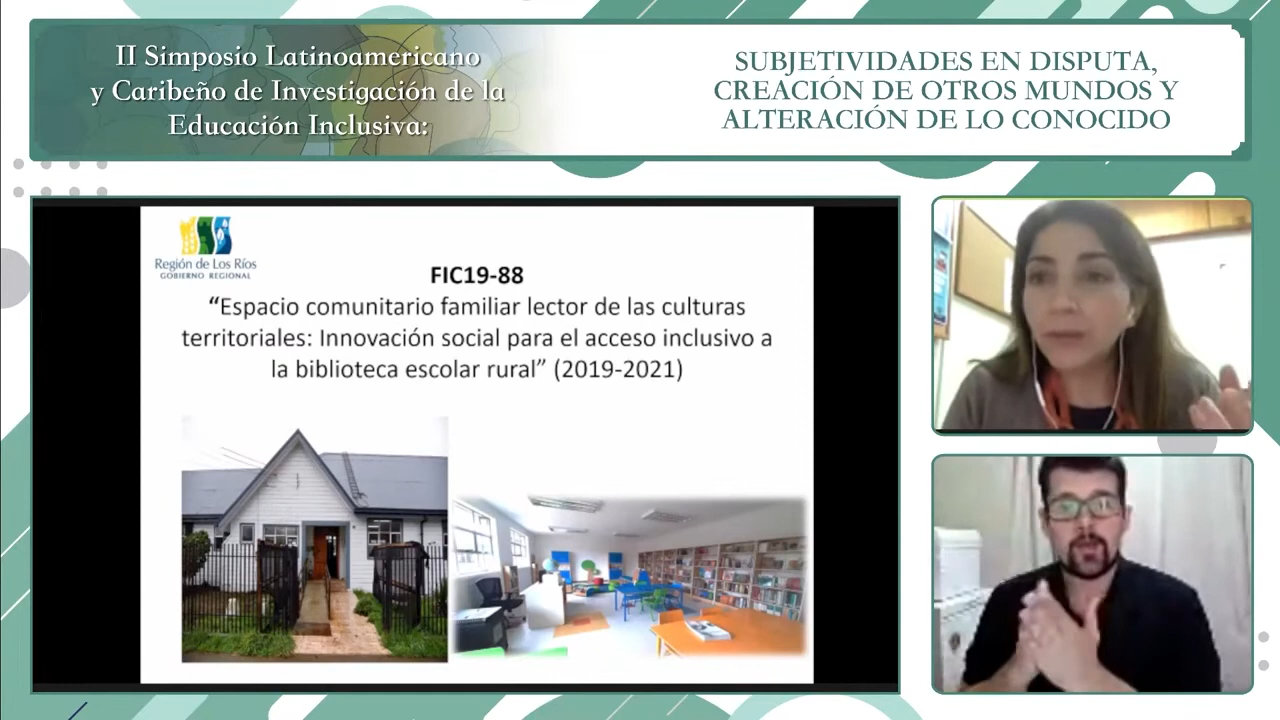 II Simposio Latinoamericano
y Caribeño de Investigación de la
Educación Inclusiva:
SUBJETIVIDADES EN DISPUTA,
CREACIÓN DE OTROS MUNDOS Y
ALTERACIÓN DE LO CONOCIDO
Región de Los Ríos
GOBIERNO REGIONAL
FIC19-88
“Espacio comunitario familiar lector de las culturas
territoriales: Innovación social para el acceso inclusivo a
la biblioteca escolar rural” (2019-2021)